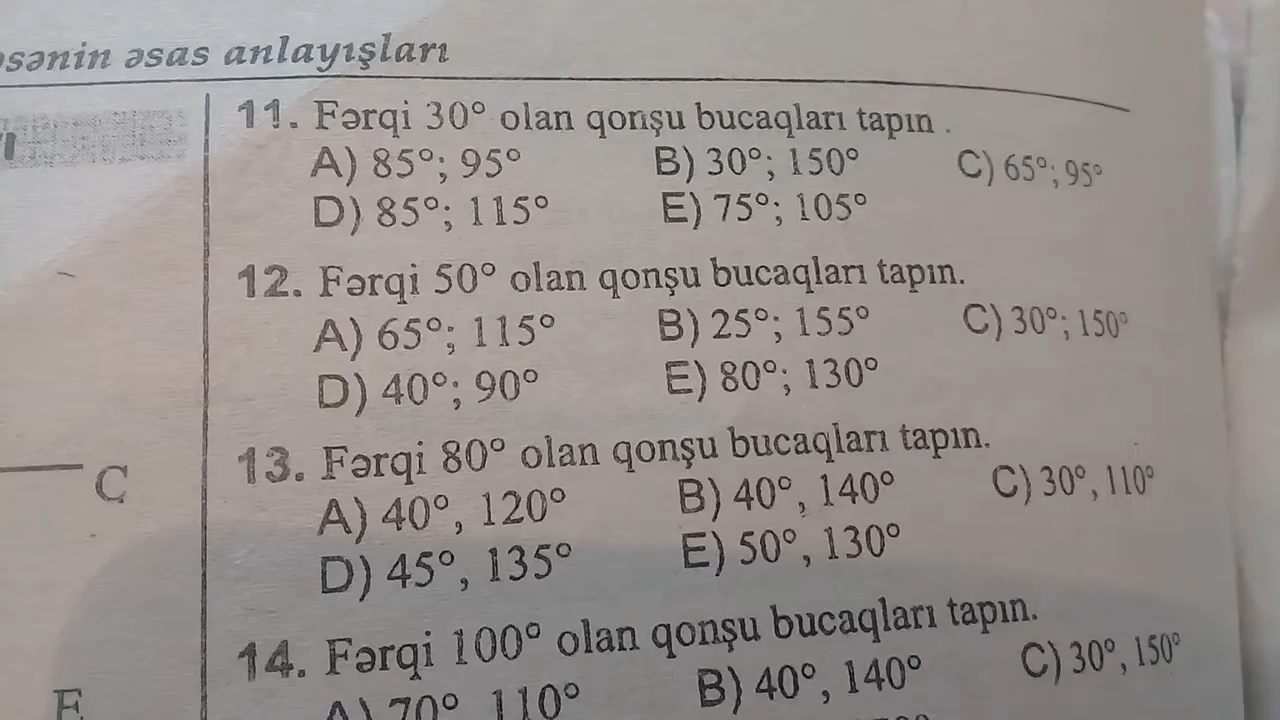 əsas anlayışları
11. Fərqi 30° olan qonşu bucaqları tapın .
A) 85°; 95° B) 30°; 150° C) 65°; 95°
D) 85°; 115° E) 75°; 105°
12. Fərqi 50° olan qonşu bucaqları tapın.
A) 65°; 115° B) 25°; 155° C) 30°; 150°
D) 40°; 90° E) 80°; 130°
C
13. Fərqi 80° olan qonşu bucaqları tapın.
A) 40°, 120° B) 40°, 140° C) 30°, 110°
D) 45°, 135° E) 50°, 130°
14. Fərqi 100° olan qonşu bucaqları tapın.
A) 70°, 110° B) 40°, 140° C) 30°, 150°
E